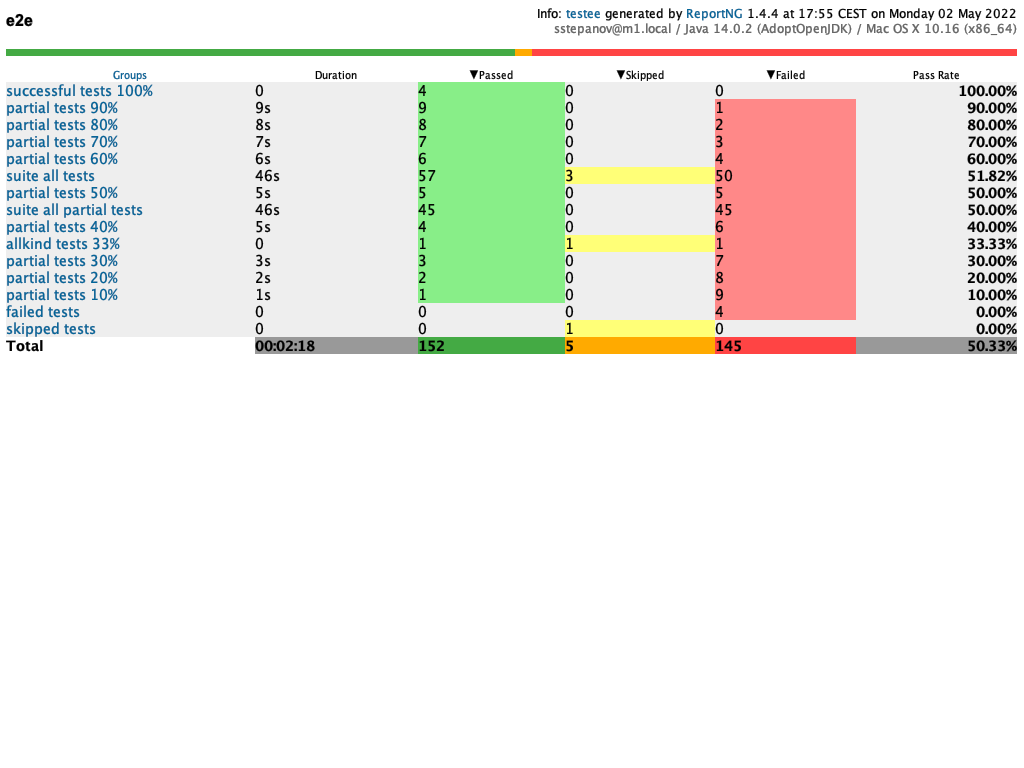 e2e
Info: testee generated by ReportNG 1.4.4 at 17:55 CEST on Monday 02 May 2022
sstepanov@m1.local / Java 14.0.2 (AdoptOpenJDK) / Mac OS X 10.16 (x86_64)
Groups Duration ▼Passed ▼Skipped ▼Failed Pass Rate
successful tests 100% 0 4 0 0 100.00%
partial tests 90% 9s 9 0 1 90.00%
partial tests 80% 8s 8 0 2 80.00%
partial tests 70% 7s 7 0 3 70.00%
partial tests 60% 6s 6 0 4 60.00%
suite all tests 46s 57 3 50 51.82%
partial tests 50% 5s 5 0 5 50.00%
suite all partial tests 46s 45 0 45 50.00%
partial tests 40% 5s 4 0 6 40.00%
allkind tests 33% 0 1 1 1 33.33%
partial tests 30% 3s 3 0 7 30.00%
partial tests 20% 2s 2 0 8 20.00%
partial tests 10% 1s 1 0 9 10.00%
failed tests 0 0 0 4 0.00%
skipped tests 0 0 1 0 0.00%
Total 00:02:18 152 5 145 50.33%